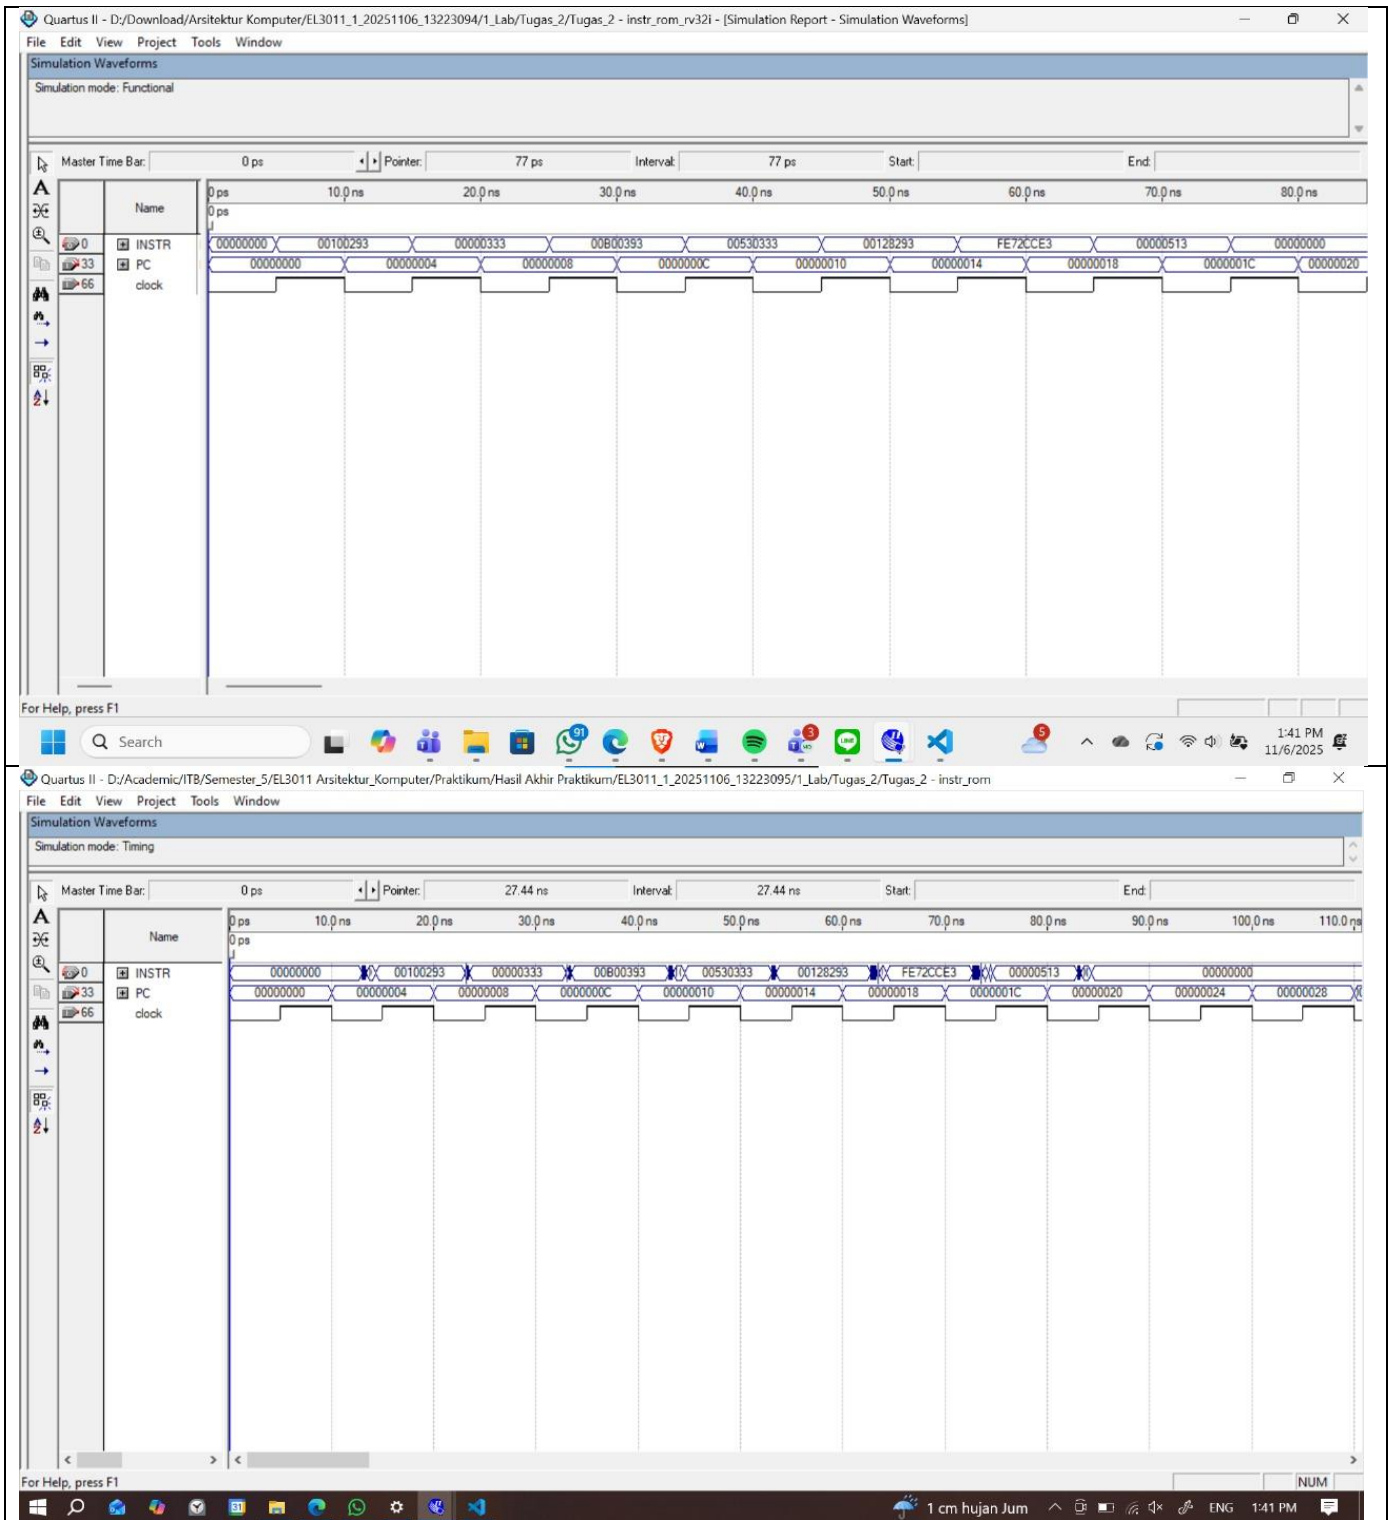 Quartus II - D:/Download/Arsitektur Komputer/EL3011_1_20251106_13223094/1_Lab/Tugas_2/Tugas_2 - instr_rom_rv32i - [Simulation Report - Simulation Waveforms]
File Edit View Project Tools Window
Simulation Waveforms
Simulation mode: Functional
Master Time Bar: 0 ps Pointer: 77 ps Interval: 77 ps Start: End:
Name 0 ps 10.0 ns 20.0 ns 30.0 ns 40.0 ns 50.0 ns 60.0 ns 70.0 ns 80.0 ns
0 ps
0 INSTR 00000000 00100293 00000333 00B00393 00530333 00128293 FE72CCE3 00000513 00000000
33 PC 00000000 00000004 00000008 0000000C 00000010 00000014 00000018 0000001C 00000020
66 clock
For Help, press F1
Search 91 3 5 1:41 PM
11/6/2025
Quartus II - D:/Academic/ITB/Semester_5/EL3011 Arsitektur_Komputer/Praktikum/Hasil Akhir Praktikum/EL3011_1_20251106_13223095/1_Lab/Tugas_2/Tugas_2 - instr_rom
File Edit View Project Tools Window
Simulation Waveforms
Simulation mode: Timing
Master Time Bar: 0 ps Pointer: 27.44 ns Interval: 27.44 ns Start: End:
Name 0 ps 10.0 ns 20.0 ns 30.0 ns 40.0 ns 50.0 ns 60.0 ns 70.0 ns 80.0 ns 90.0 ns 100.0 ns 110.0 ns
0 ps
0 INSTR 00000000 00100293 00000333 00B00393 00530333 00128293 FE72CCE3 00000513 00000000
33 PC 00000000 00000004 00000008 0000000C 00000010 00000014 00000018 0000001C 00000020 00000024 00000028
66 clock
For Help, press F1 NUM
31 1 cm hujan Jum ENG 1:41 PM